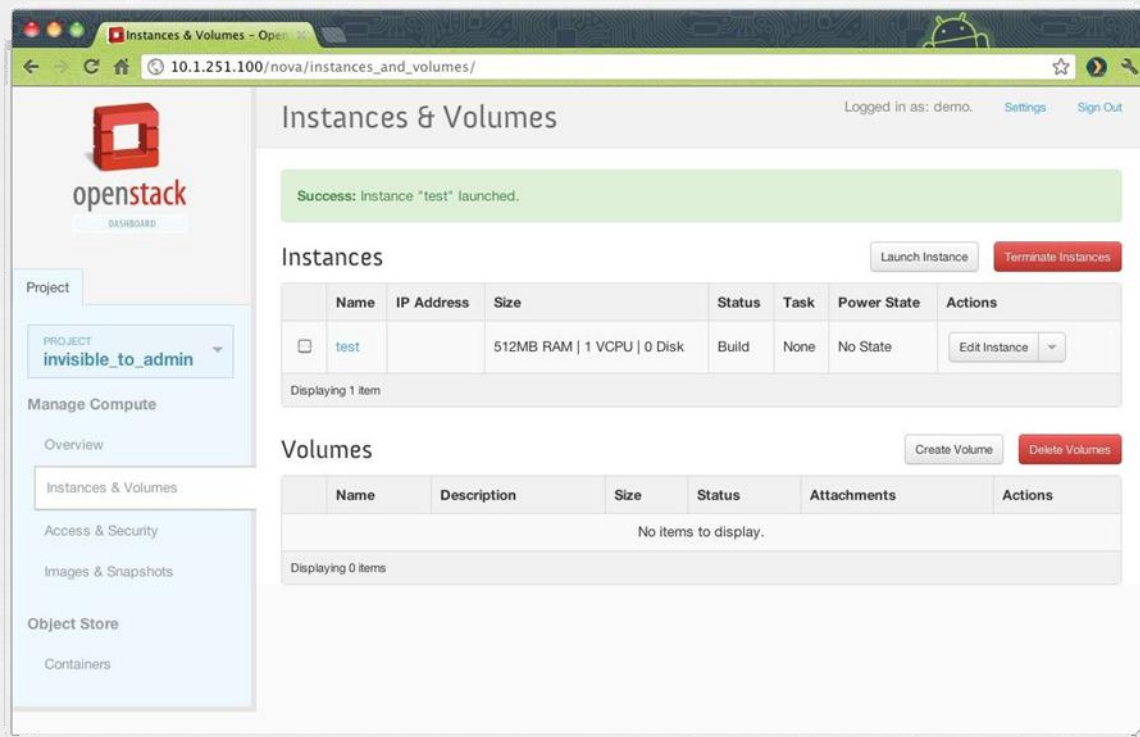 Instances & Volumes - Open
10.1.251.100/nova/instances_and_volumes/
openstack
DASHBOARD
Project
PROJECT
invisible_to_admin
Manage Compute
Overview
Instances & Volumes
Access & Security
Images & Snapshots
Object Store
Containers
Instances & Volumes
Logged in as: demo. Settings Sign Out
Success: Instance "test" launched.
Instances
Launch Instance Terminate Instances
Name IP Address Size Status Task Power State Actions
test 512MB RAM | 1 VCPU | 0 Disk Build None No State Edit Instance
Displaying 1 item
Volumes
Create Volume Delete Volumes
Name Description Size Status Attachments Actions
No items to display.
Displaying 0 items